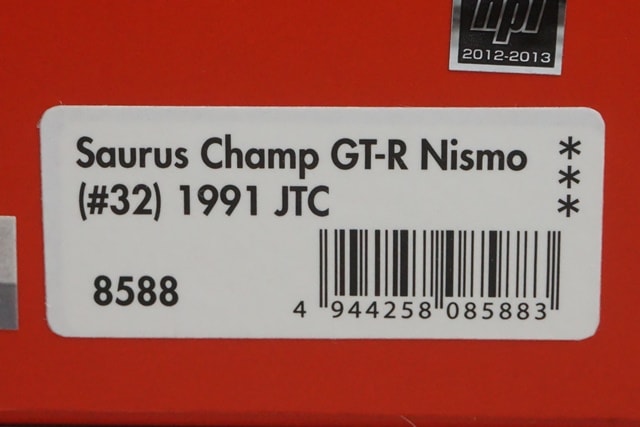 hpi
2012-2013
Saurus Champ GT-R Nismo
(#32) 1991 JTC
***
8588
4 944258 085883